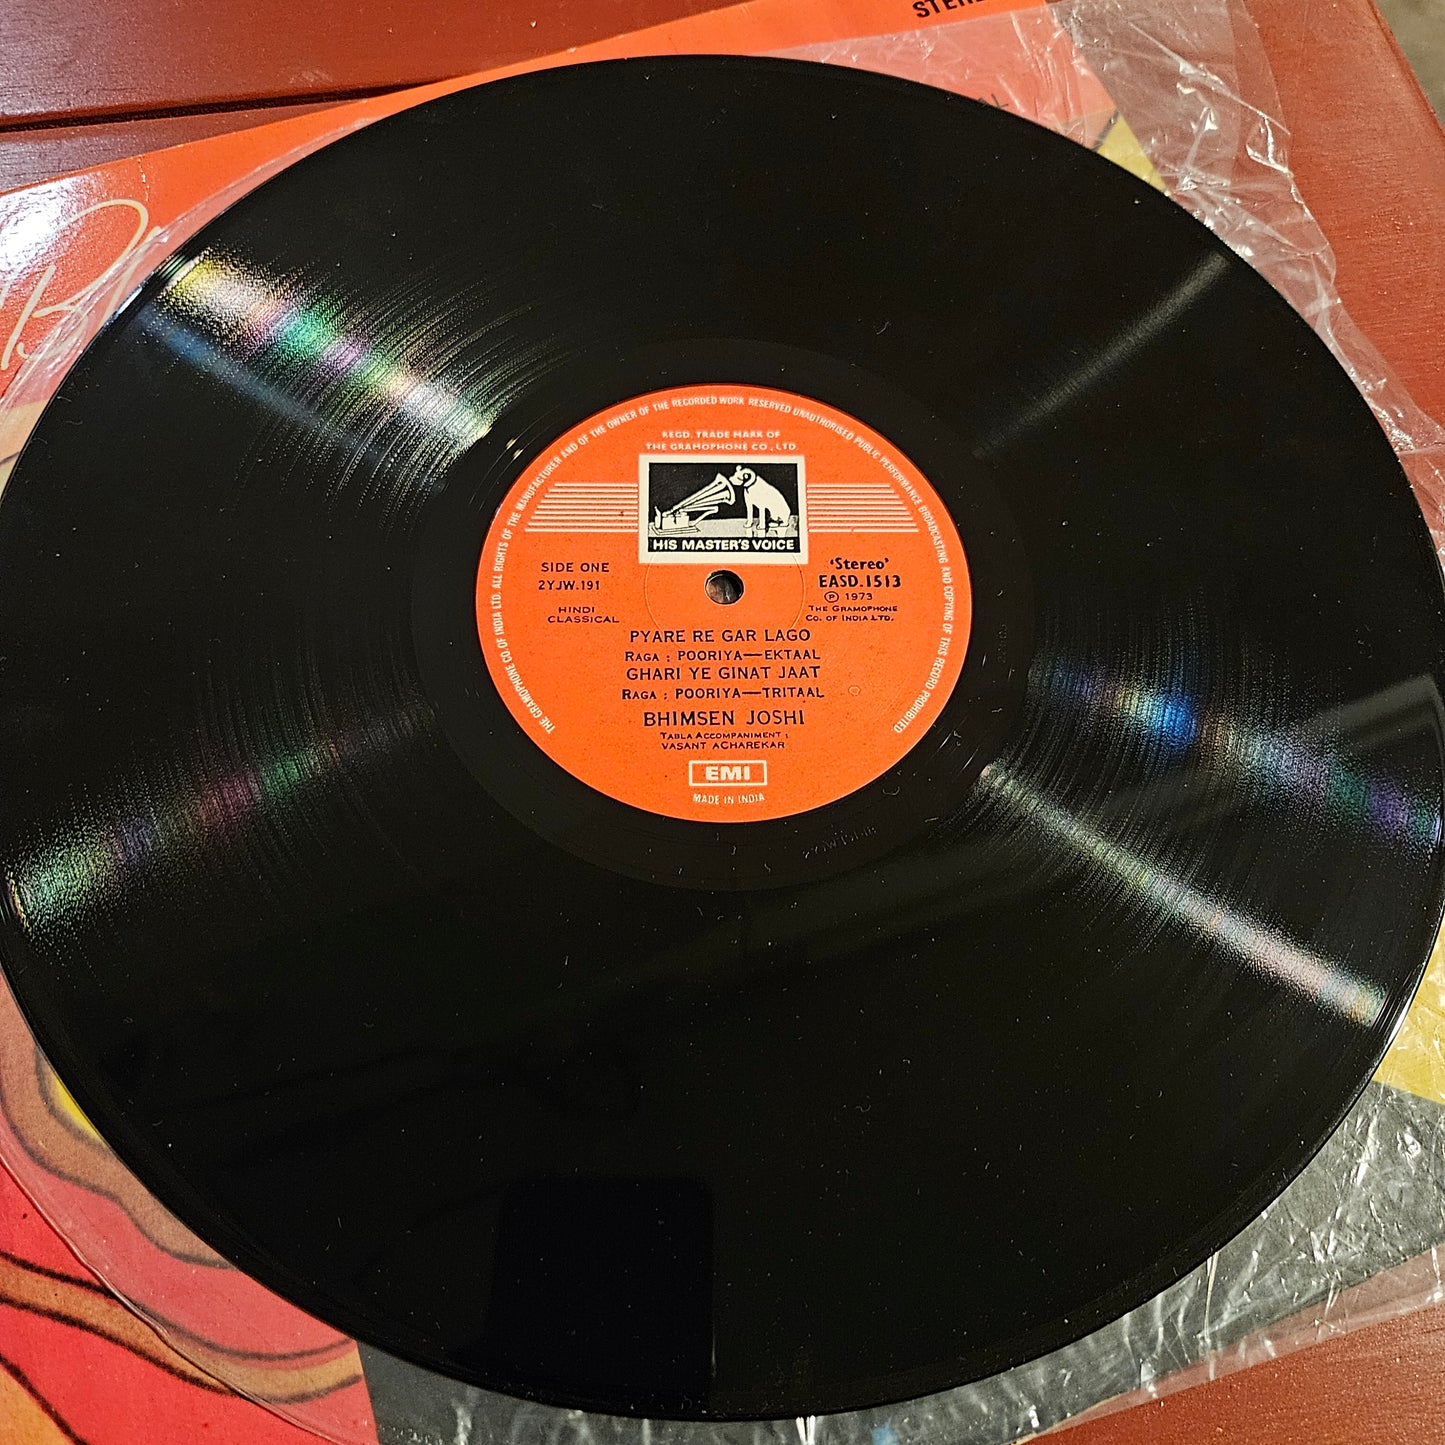 STERE
THE GRAMOPHONE CO. OF INDIA LTD. ALL RIGHTS OF THE MANUFACTURER AND OF THE OWNER OF THE RECORDED WORK RESERVED UNAUTHORISED PUBLIC PERFORMANCE BROADCASTING AND COPYING OF THIS RECORD PROHIBITED
REGD. TRADE MARK OF
THE GRAMOPHONE CO., LTD.
HIS MASTER'S VOICE
SIDE ONE
2YJW.191
HINDI
CLASSICAL
'Stereo'
EASD.1513
Ⓟ 1973
THE GRAMOPHONE
CO. OF INDIA LTD.
PYARE RE GAR LAGO
RAGA : POORIYA—EKTAAL
GHARI YE GINAT JAAT
RAGA : POORIYA—TRITAAL
BHIMSEN JOSHI
TABLA ACCOMPANIMENT :
VASANT ACHAREKAR
EMI
MADE IN INDIA